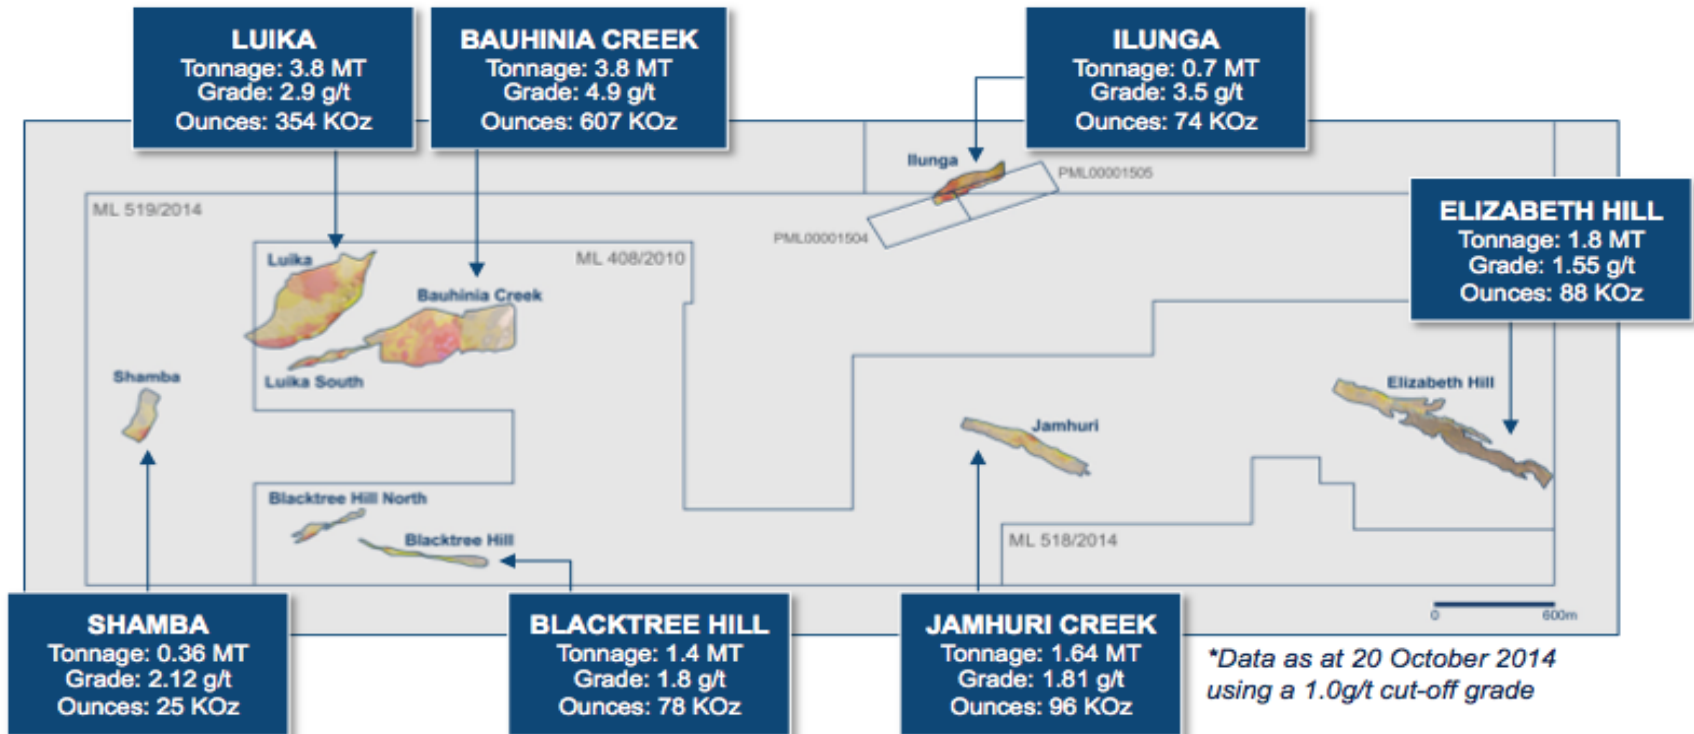 LUIKA
Tonnage: 3.8 MT
Grade: 2.9 g/t
Ounces: 354 KOz
BAUHINIA CREEK
Tonnage: 3.8 MT
Grade: 4.9 g/t
Ounces: 607 KOz
ILUNGA
Tonnage: 0.7 MT
Grade: 3.5 g/t
Ounces: 74 KOz
Ilunga
PML00001505
ML 519/2014
PML00001504
ELIZABETH HILL
Tonnage: 1.8 MT
Grade: 1.55 g/t
Ounces: 88 KOz
Luika
ML 408/2010
Bauhinia Creek
Luika South
Shamba
Elizabeth Hill
Jamhuri
Blacktree Hill North
Blacktree Hill
ML 518/2014
SHAMBA
Tonnage: 0.36 MT
Grade: 2.12 g/t
Ounces: 25 KOz
BLACKTREE HILL
Tonnage: 1.4 MT
Grade: 1.8 g/t
Ounces: 78 KOz
JAMHURI CREEK
Tonnage: 1.64 MT
Grade: 1.81 g/t
Ounces: 96 KOz
0 600m
*Data as at 20 October 2014
using a 1.0g/t cut-off grade